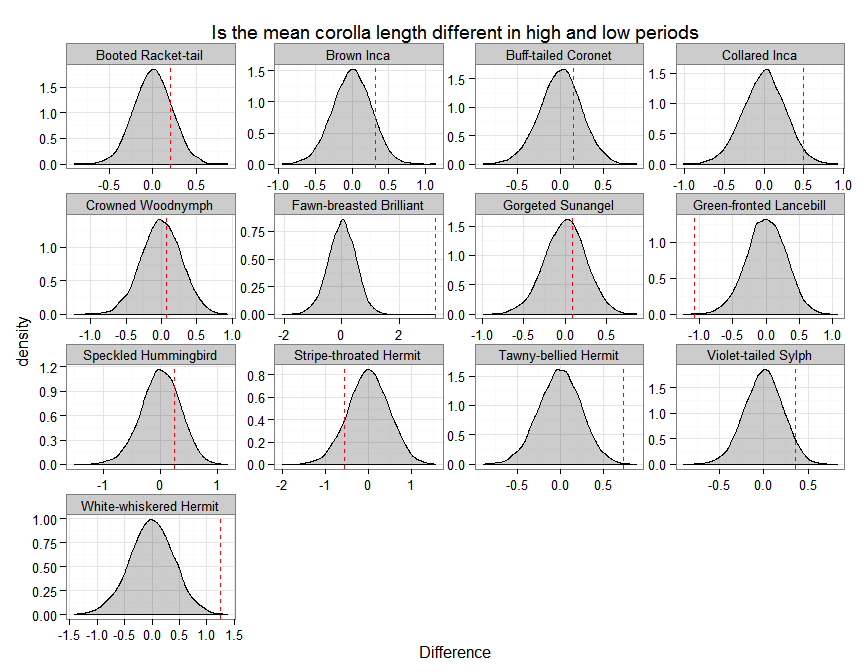 Is the mean corolla length different in high and low periods
Booted Racket-tail
Brown Inca
Buff-tailed Coronet
Collared Inca
1.5
1.0
0.5
0.0
1.5
1.0
0.5
0.0
1.5
1.0
0.5
0.0
1.5
1.0
0.5
0.0
-0.5 0.0 0.5
-1.0 -0.5 0.0 0.5 1.0
-0.5 0.0 0.5
-1.0 -0.5 0.0 0.5 1.0
Crowned Woodnymph
Fawn-breasted Brilliant
Gorgeted Sunangel
Green-fronted Lancebill
1.0
0.5
0.0
0.75
0.50
0.25
0.00
1.5
1.0
0.5
0.0
1.0
0.5
0.0
-1.0 -0.5 0.0 0.5 1.0
-2 0 2
-1.0 -0.5 0.0 0.5
-1.0 -0.5 0.0 0.5 1.0
density
Speckled Hummingbird
Stripe-throated Hermit
Tawny-bellied Hermit
Violet-tailed Sylph
1.2
0.9
0.6
0.3
0.0
0.8
0.6
0.4
0.2
0.0
1.5
1.0
0.5
0.0
1.5
1.0
0.5
0.0
-1 0 1
-2 -1 0 1
-0.5 0.0 0.5
-0.5 0.0 0.5
White-whiskered Hermit
1.00
0.75
0.50
0.25
0.00
-1.5 -1.0 -0.5 0.0 0.5 1.0 1.5
Difference